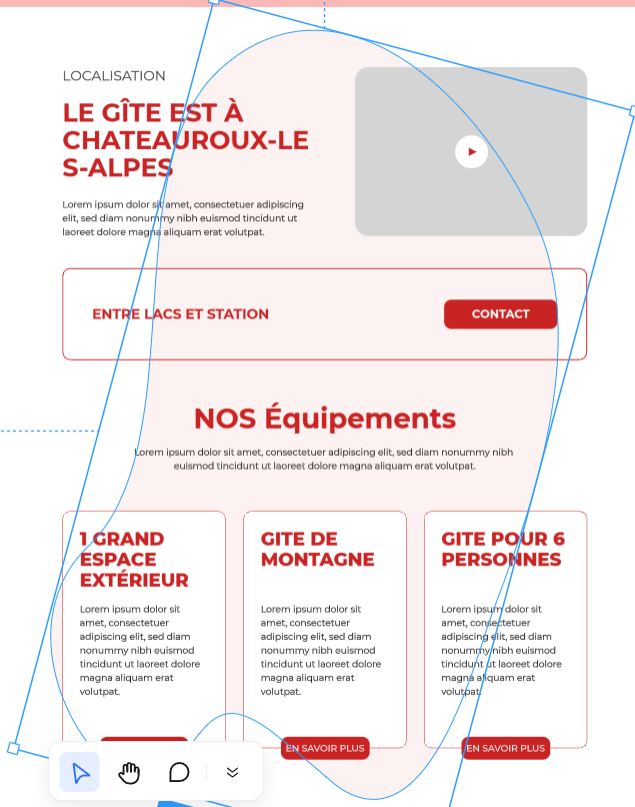 LOCALISATION
LE GÎTE EST À
CHATEAUROUX-LE
S-ALPES
Lorem ipsum dolor sit amet, consectetuer adipiscing
elit, sed diam nonummy nibh euismod tincidunt ut
laoreet dolore magna aliquam erat volutpat.
ENTRE LACS ET STATION
CONTACT
NOS Équipements
Lorem ipsum dolor sit amet, consectetuer adipiscing elit, sed diam nonummy nibh
euismod tincidunt ut laoreet dolore magna aliquam erat volutpat.
1 GRAND
ESPACE
EXTÉRIEUR
Lorem ipsum dolor sit
amet, consectetuer
adipiscing elit, sed diam
nonummy nibh euismod
tincidunt ut laoreet dolore
magna aliquam erat
volutpat.
GITE DE
MONTAGNE
Lorem ipsum dolor sit
amet, consectetuer
adipiscing elit, sed diam
nonummy nibh euismod
tincidunt ut laoreet dolore
magna aliquam erat
volutpat.
EN SAVOIR PLUS
GITE POUR 6
PERSONNES
Lorem ipsum dolor sit
amet, consectetuer
adipiscing elit, sed diam
nonummy nibh euismod
tincidunt ut laoreet dolore
magna aliquam erat
volutpat.
EN SAVOIR PLUS